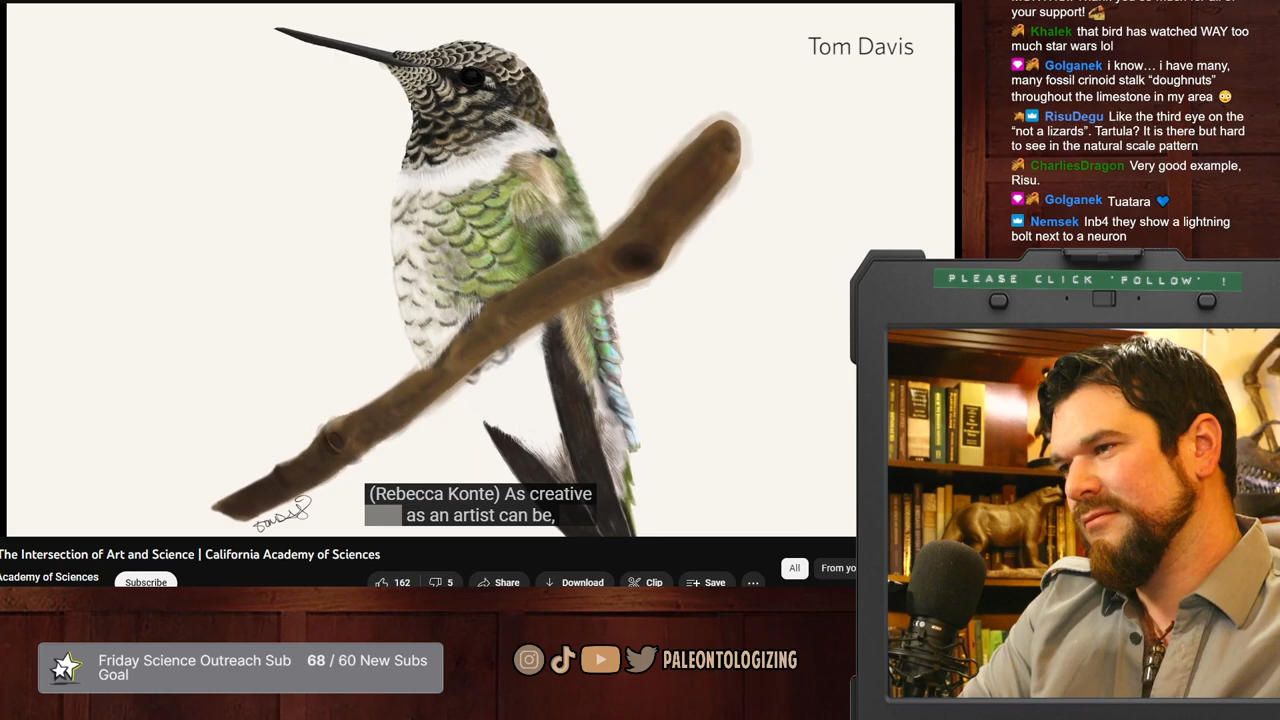 your support!
Khalek that bird has watched WAY too
much star wars lol
Golganek i know... i have many,
many fossil crinoid stalk “doughnuts”
throughout the limestone in my area
RisuDegu Like the third eye on the
“not a lizards”. Tartula? It is there but hard
to see in the natural scale pattern
CharliesDragon Very good example,
Risu.
Golganek Tuatara
Nemsek Inb4 they show a lightning
bolt next to a neuron
Tom Davis
PLEASE CLICK 'FOLLOW' !
(Rebecca Konte) As creative
as an artist can be,
The Intersection of Art and Science | California Academy of Sciences
Academy of Sciences
Subscribe
162
5
Share
Download
Clip
Save
...
All
From yo
Friday Science Outreach Sub
Goal
68 / 60 New Subs
PALEONTOLOGIZING